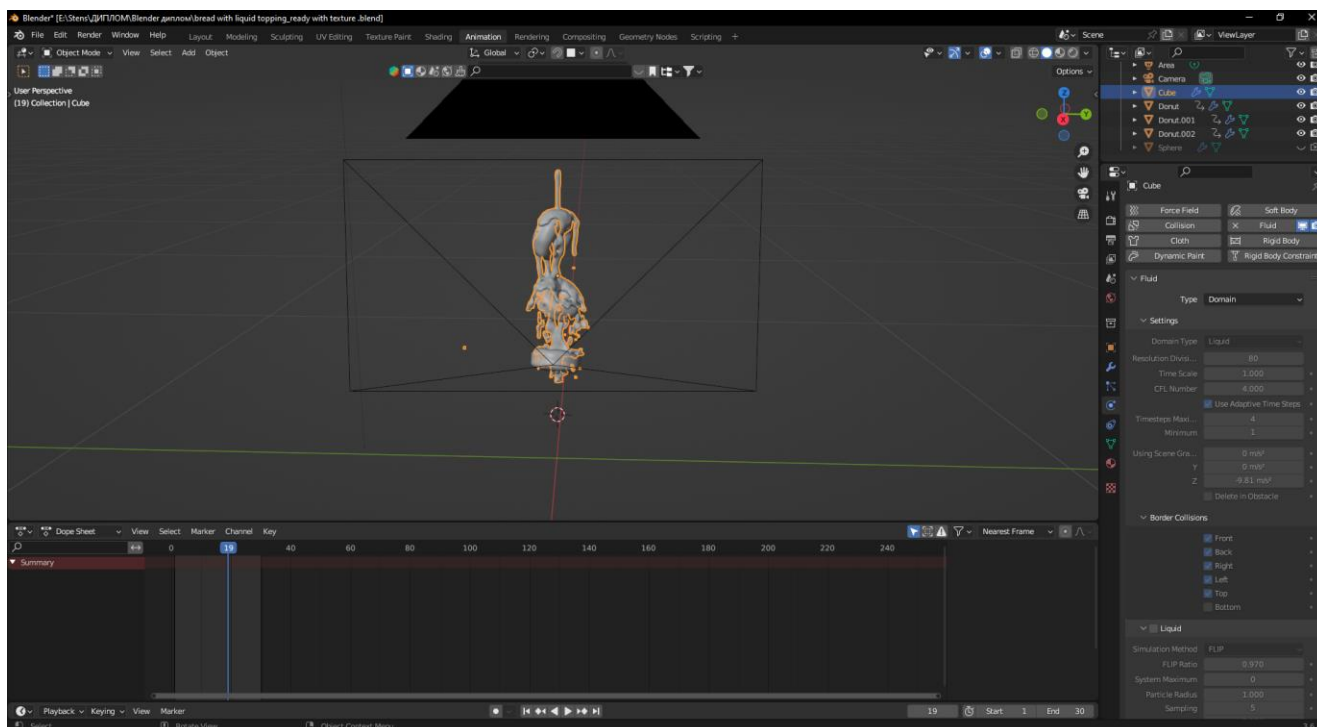 Blender* [E:\Stens\ДИПЛОМ\Blender диплом\bread with liquid topping_ready with texture .blend]
File Edit Render Window Help Layout Modeling Sculpting UV Editing Texture Paint Shading Animation Rendering Compositing Geometry Nodes Scripting + Scene ViewLayer
Object Mode View Select Add Object Global
Options
User Perspective
(19) Collection | Cube
Z
Y
X
Area
Camera
Cube
Donut
Donut.001
Donut.002
Sphere
Cube
Force Field Soft Body
Collision Fluid
Cloth Rigid Body
Dynamic Paint Rigid Body Constraint
Fluid
Type Domain
Settings
Domain Type Liquid
Resolution Divisi... 80
Time Scale 1.000
CFL Number 4.000
Use Adaptive Time Steps
Timesteps Maxi... 4
Minimum 1
Using Scene Gra... 0 m/s²
Y 0 m/s²
Z -9.81 m/s²
Delete in Obstacle
Border Collisions
Front
Back
Right
Left
Top
Bottom
Liquid
Simulation Method FLIP
FLIP Ratio 0.970
System Maximum 0
Particle Radius 1.000
Sampling 5
Dope Sheet View Select Marker Channel Key Nearest Frame
0 19 40 60 80 100 120 140 160 180 200 220 240
Summary
Playback Keying View Marker 19 Start 1 End 30
Select Rotate View Object Context Menu